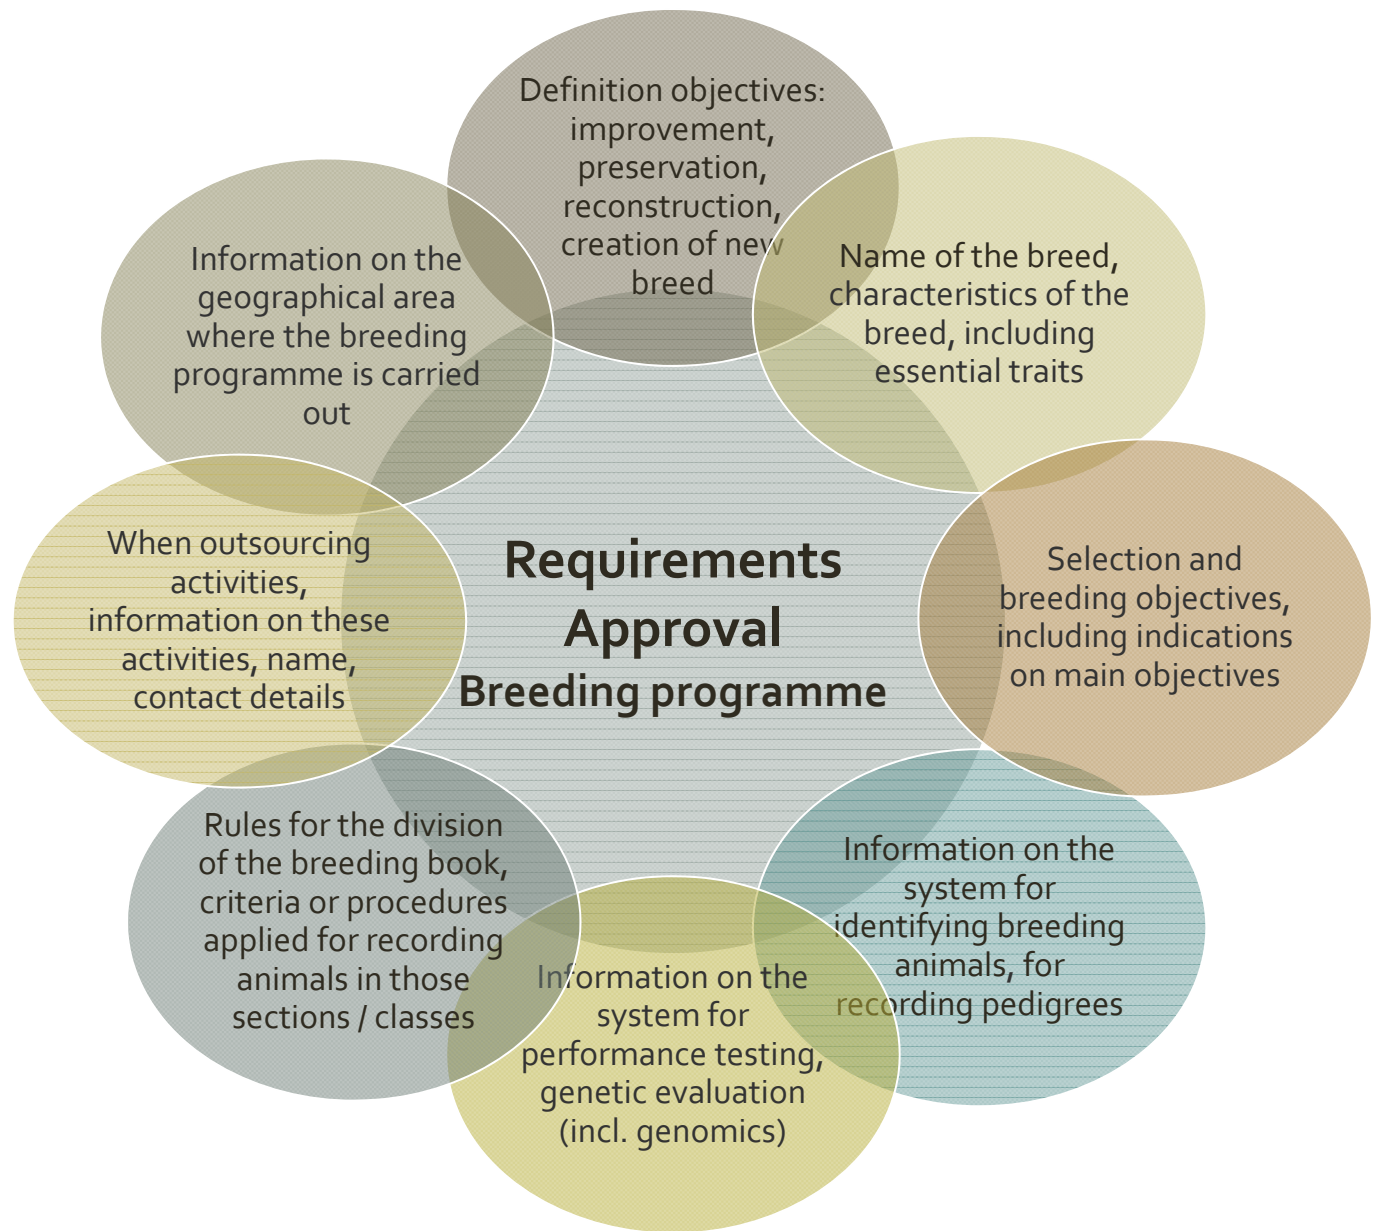 Definition objectives:
improvement,
preservation,
reconstruction,
creation of new
breed
Name of the breed,
characteristics of the
breed, including
essential traits
Selection and
breeding objectives,
including indications
on main objectives
Information on the
system for
identifying breeding
animals, for
recording pedigrees
Information on the
system for
performance testing,
genetic evaluation
(incl. genomics)
Rules for the division
of the breeding book,
criteria or procedures
applied for recording
animals in those
sections / classes
When outsourcing
activities,
information on these
activities, name,
contact details
Information on the
geographical area
where the breeding
programme is carried
out
Requirements
Approval
Breeding programme